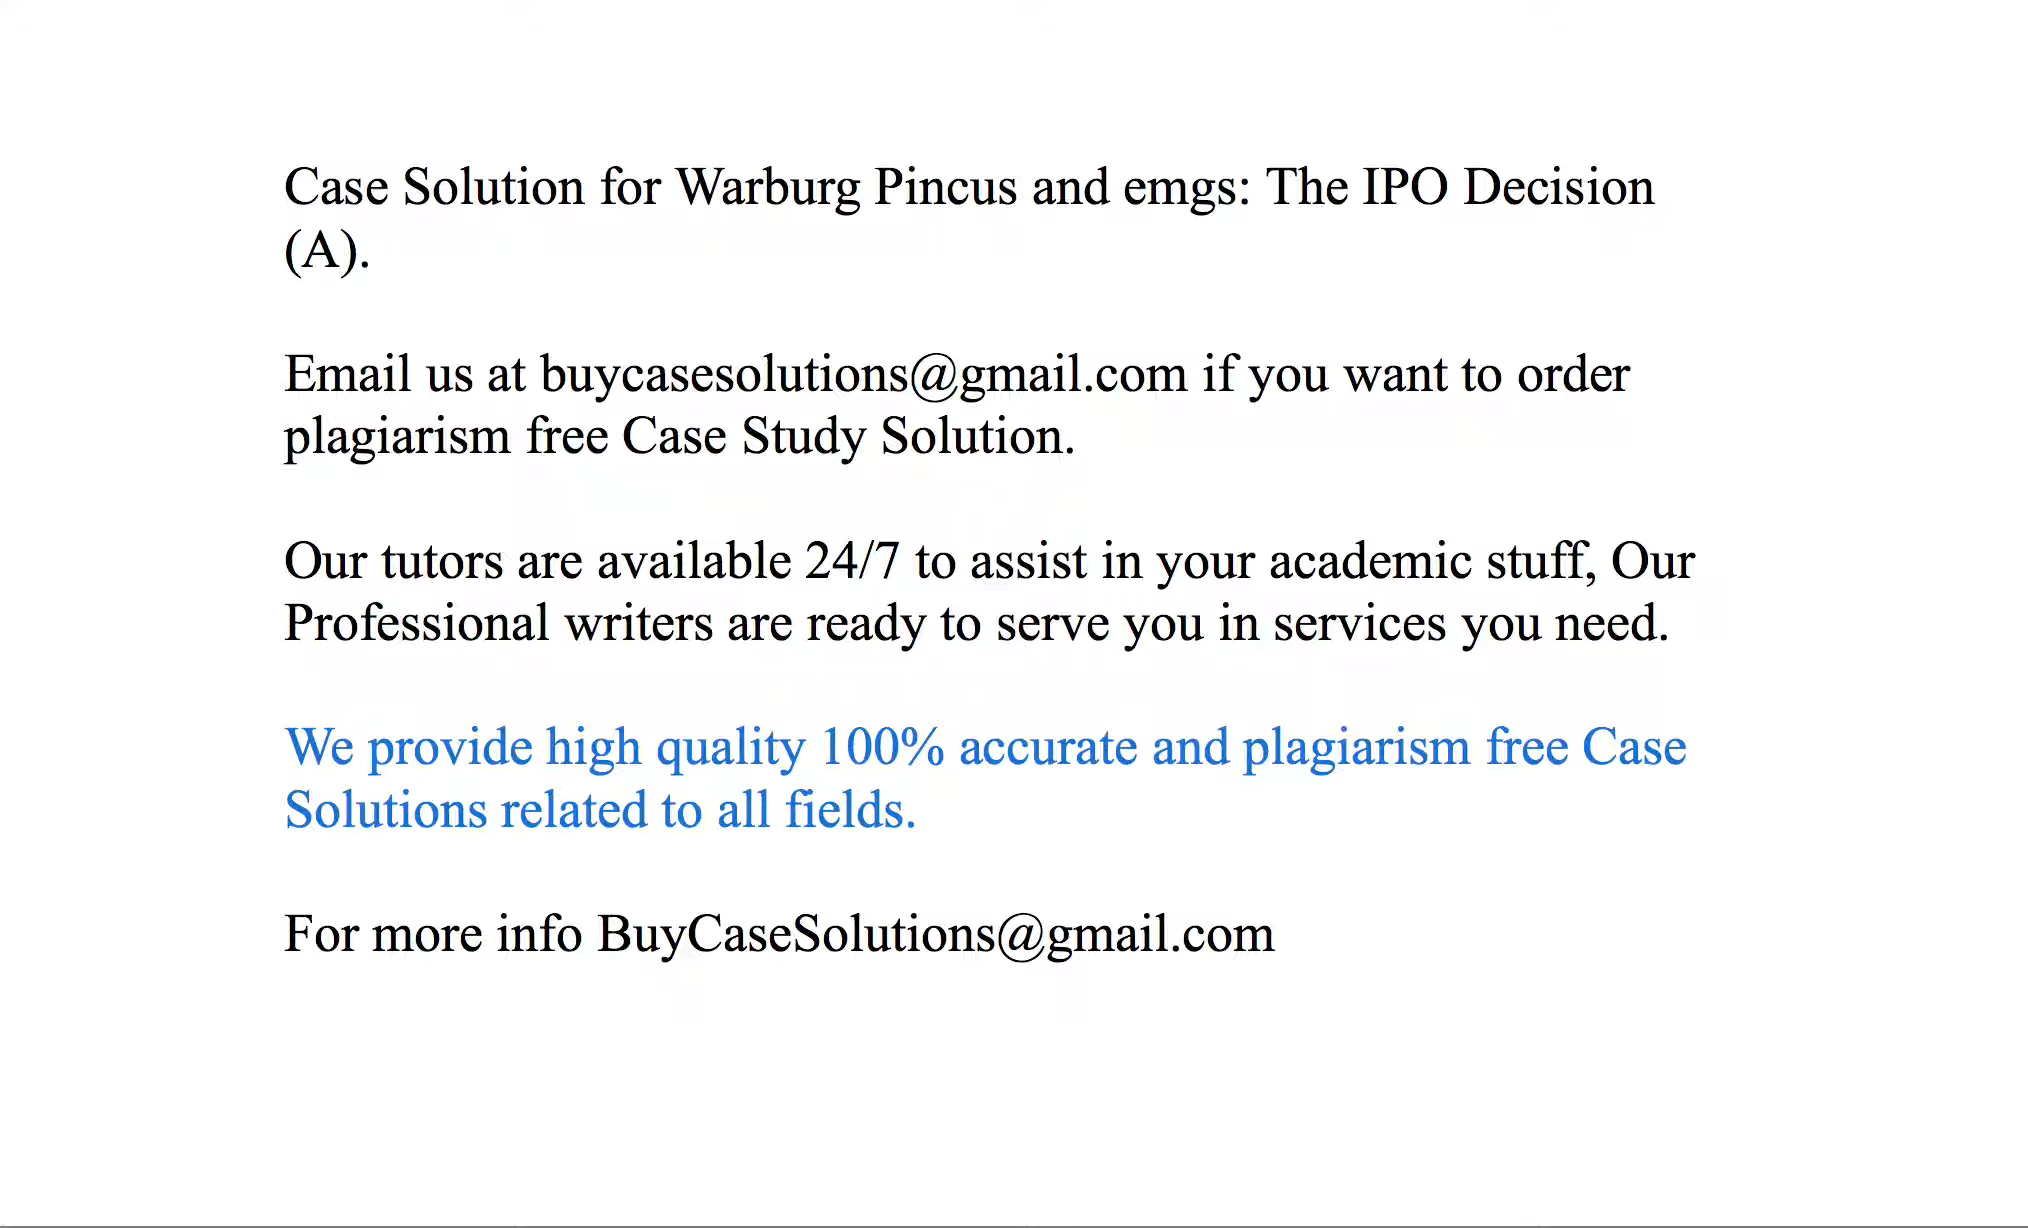 Case Solution for Warburg Pincus and emgs: The IPO Decision
(A).
Email us at buycasesolutions@gmail.com if you want to order
plagiarism free Case Study Solution.
Our tutors are available 24/7 to assist in your academic stuff, Our
Professional writers are ready to serve you in services you need.
We provide high quality 100% accurate and plagiarism free Case
Solutions related to all fields.
For more info BuyCaseSolutions@gmail.com